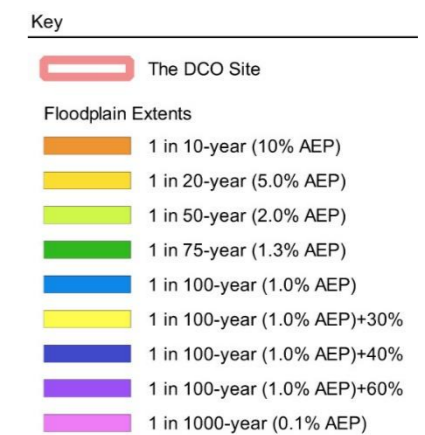 Key
The DCO Site
Floodplain Extents
1 in 10-year (10% AEP)
1 in 20-year (5.0% AEP)
1 in 50-year (2.0% AEP)
1 in 75-year (1.3% AEP)
1 in 100-year (1.0% AEP)
1 in 100-year (1.0% AEP)+30%
1 in 100-year (1.0% AEP)+40%
1 in 100-year (1.0% AEP)+60%
1 in 1000-year (0.1% AEP)